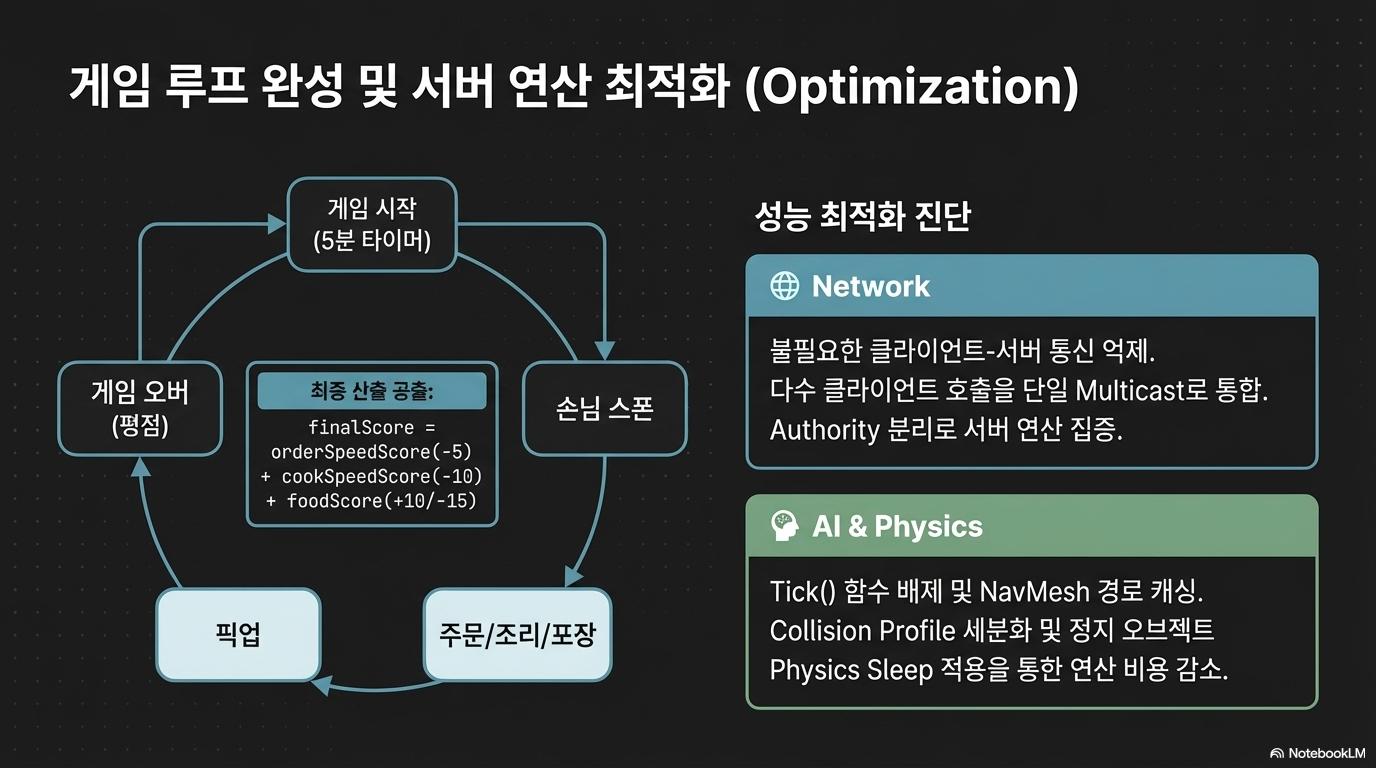 게임 루프 완성 및 서버 연산 최적화 (Optimization)
게임 시작
(5분 타이머)
손님 스폰
주문/조리/포장
픽업
게임 오버
(평점)
최증 산출 공출:
finalScore =
orderSpeedScore(-5)
+ cookSpeedScore(-10)
+ foodScore(+10/-15)
성능 최적화 진단
Network
불필요한 클라이언트-서버 통신 억제.
다수 클라이언트 호출을 단일 Multicast로 통합.
Authority 분리로 서버 연산 집중.
AI & Physics
Tick() 함수 배제 및 NavMesh 경로 캐싱.
Collision Profile 세분화 및 정지 오브젝트
Physics Sleep 적용을 통한 연산 비용 감소.
NotebookLM